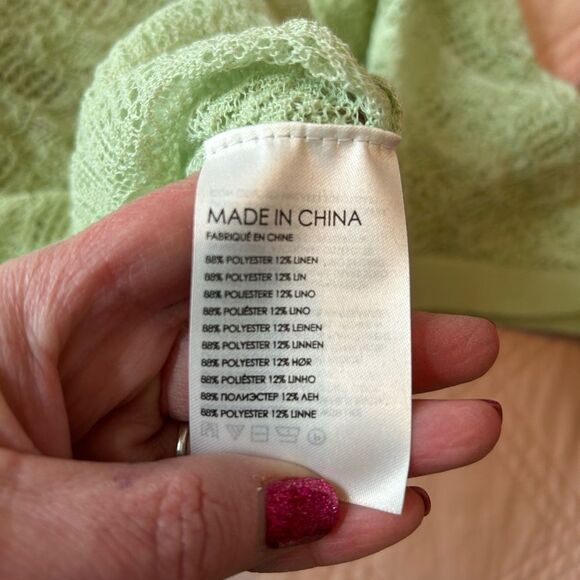 MADE IN CHINA
FABRIQUÉ EN CHINE
88% POLYESTER 12% LINEN
88% POLYESTER 12% LIN
88% POLIESTERE 12% LINO
88% POLIÉSTER 12% LINO
88% POLYESTER 12% LEINEN
88% POLYESTER 12% LINNEN
88% POLYESTER 12% HØR
88% POLIÉSTER 12% LINHO
88% ПОЛИЭСТЕР 12% ЛЕН
88% POLYESTER 12% LINNE